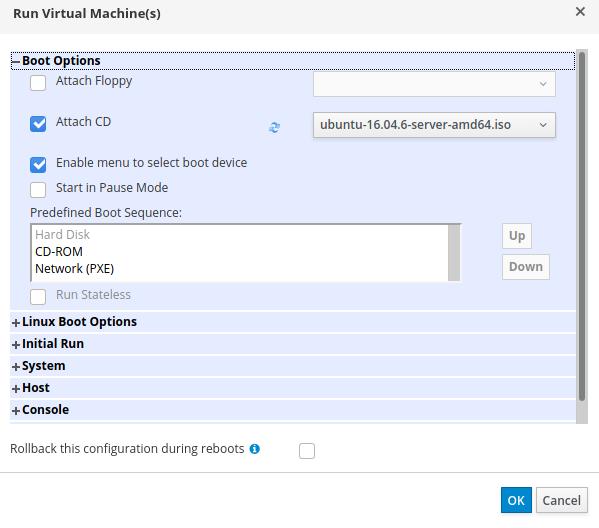 Run Virtual Machine(s)
Boot Options
Attach Floppy
Attach CD
ubuntu-16.04.6-server-amd64.iso
Enable menu to select boot device
Start in Pause Mode
Predefined Boot Sequence:
Hard Disk
CD-ROM
Network (PXE)
Up
Down
Run Stateless
Linux Boot Options
Initial Run
System
Host
Console
Rollback this configuration during reboots
OK Cancel